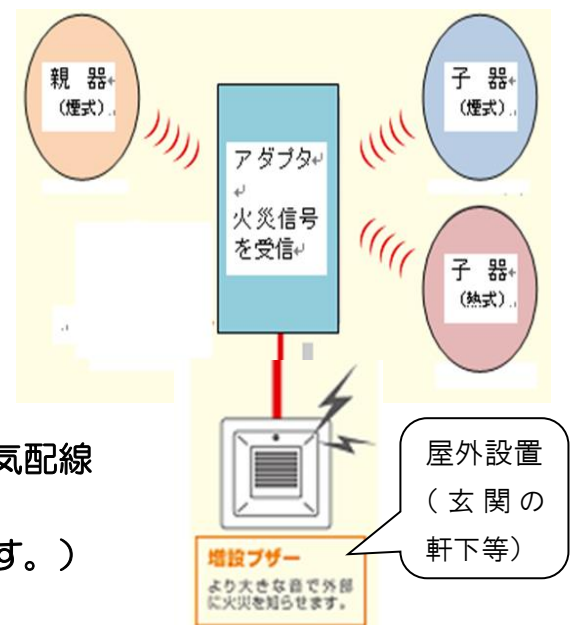 親 器
(煙式)
子 器
(煙式)
アダプタ
火災信号
を受信
子 器
(熱式)
気配線
す。)
屋外設置
(玄関の
軒下等)
増設ブザー
より大きな音で外部
に火災を知らせます。